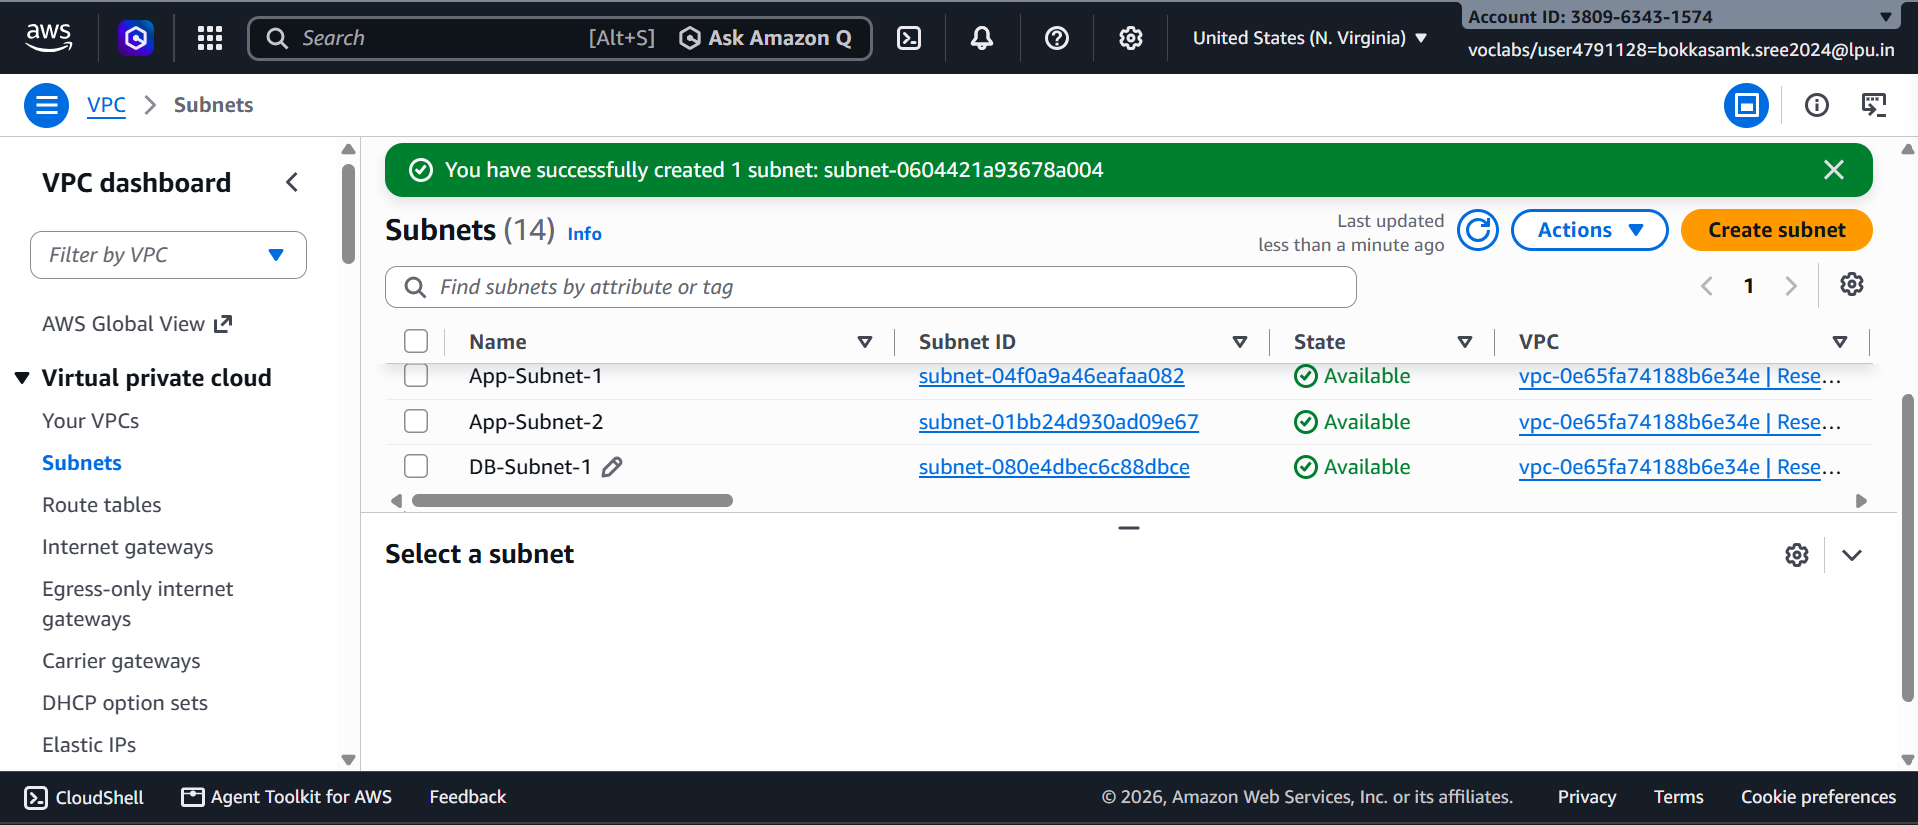 aws
Search [Alt+S] Ask Amazon Q
United States (N. Virginia)
Account ID: 3809-6343-1574
voclabs/user4791128=bokkasamk.sree2024@lpu.in
VPC Subnets
VPC dashboard
Filter by VPC
AWS Global View
Virtual private cloud
Your VPCs
Subnets
Route tables
Internet gateways
Egress-only internet
gateways
Carrier gateways
DHCP option sets
Elastic IPs
You have successfully created 1 subnet: subnet-0604421a93678a004
Subnets (14) Info
Last updated
less than a minute ago
Actions
Create subnet
Find subnets by attribute or tag
1
Name Subnet ID State VPC
App-Subnet-1 subnet-04f0a9a46eafaa082 Available vpc-0e65fa74188b6e34e | Rese...
App-Subnet-2 subnet-01bb24d930ad09e67 Available vpc-0e65fa74188b6e34e | Rese...
DB-Subnet-1 subnet-080e4dbec6c88dbce Available vpc-0e65fa74188b6e34e | Rese...
Select a subnet
CloudShell Agent Toolkit for AWS Feedback © 2026, Amazon Web Services, Inc. or its affiliates. Privacy Terms Cookie preferences